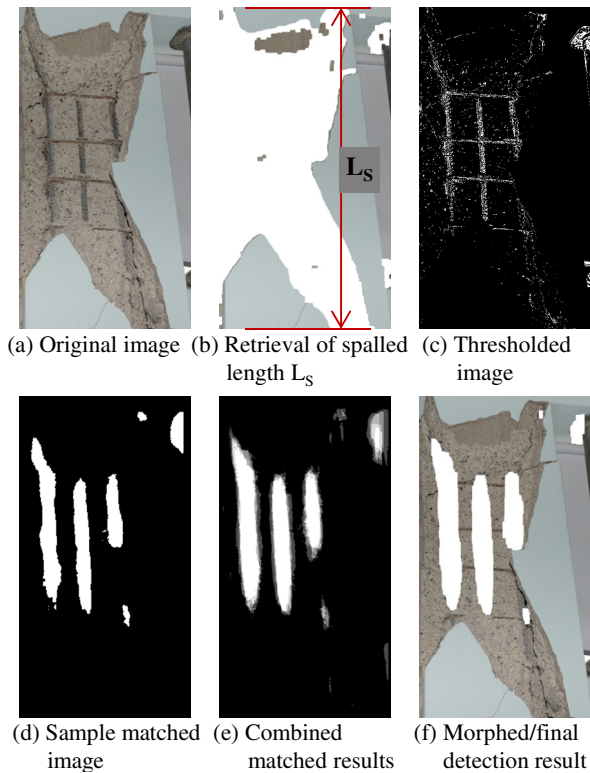 L_S
(a) Original image (b) Retrieval of spalled (c) Thresholded
length L_S image
(d) Sample matched (e) Combined (f) Morphed/final
image matched results detection result